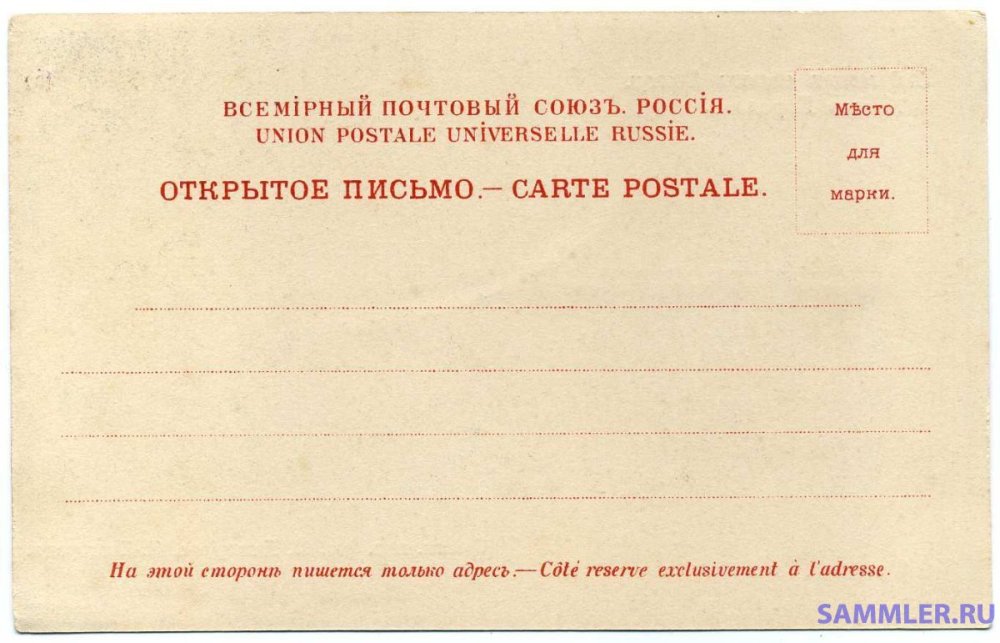 ВСЕМІРНЫЙ ПОЧТОВЫЙ СОЮЗЪ. РОССІЯ.
UNION POSTALE UNIVERSELLE RUSSIE.
ОТКРЫТОЕ ПИСЬМО.— CARTE POSTALE.
Мѣсто
для
марки.
На этой сторонѣ пишется только адресъ.—Côté reserve exclusivement à l'adresse.
SAMMLER.RU